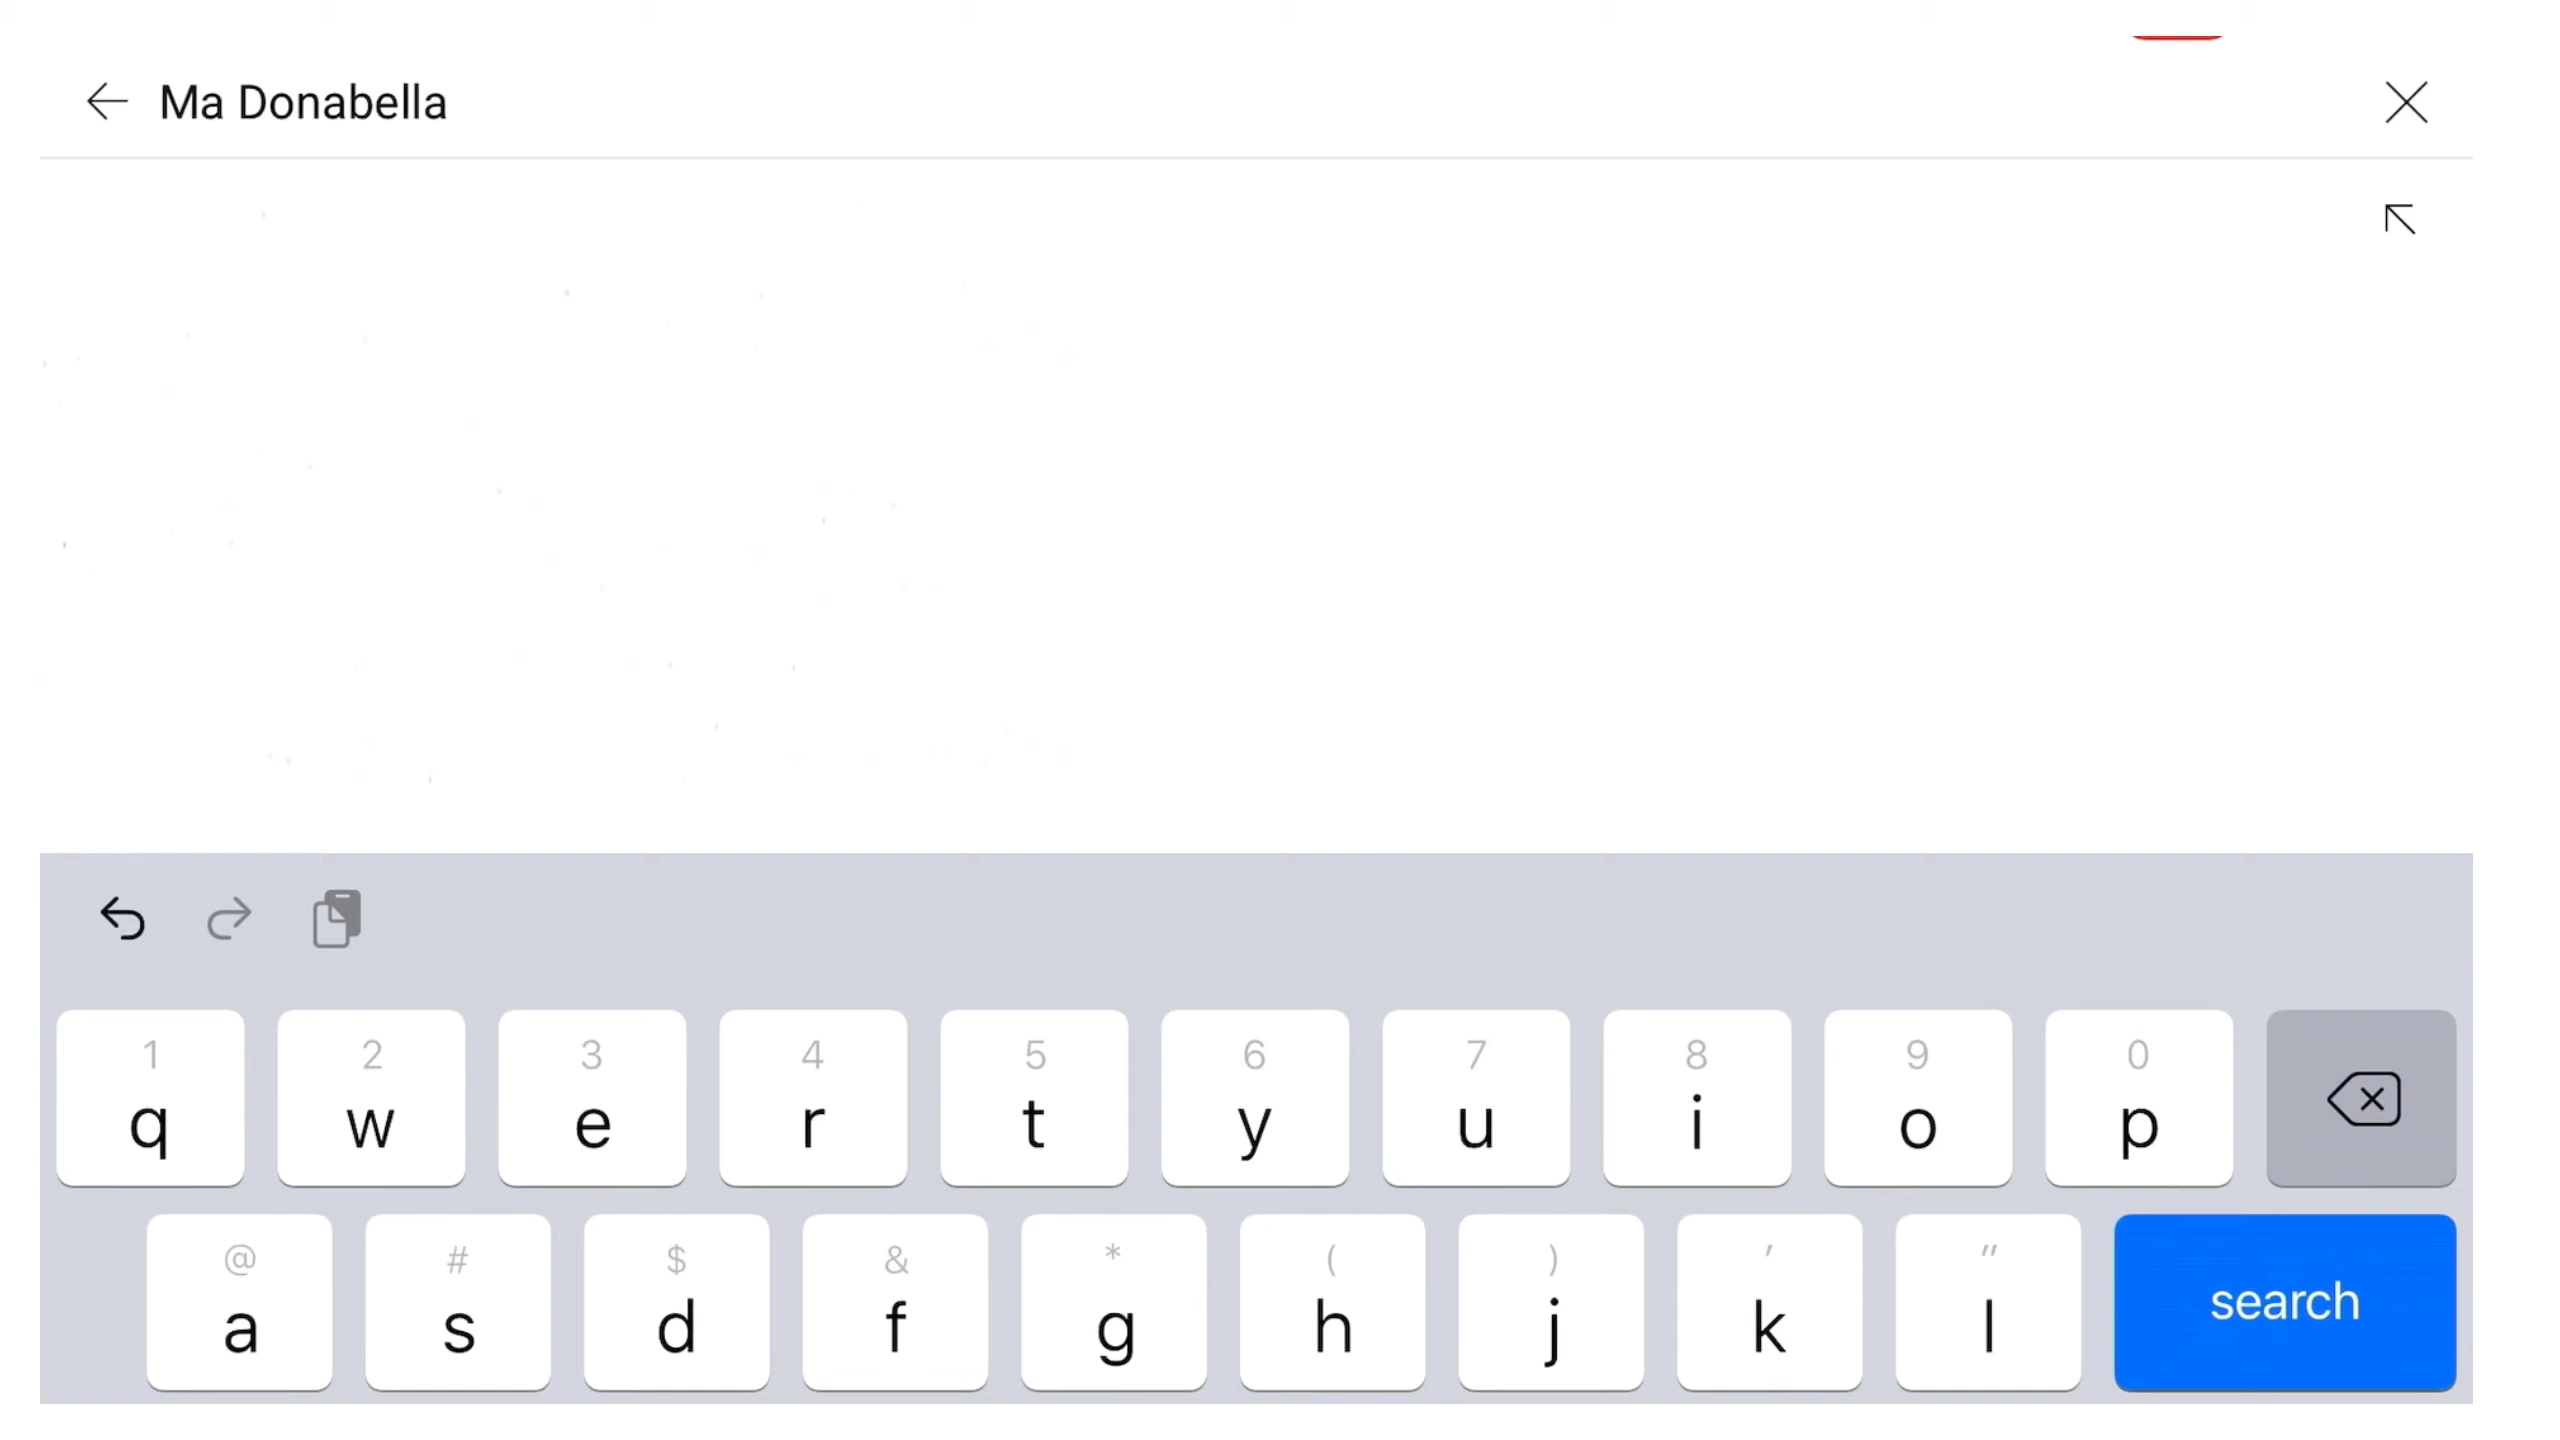 Ma Donabella
1 2 3 4 5 6 7 8 9 0
q w e r t y u i o p
@ # $ & * ( ) ' "
a s d f g h j k l search